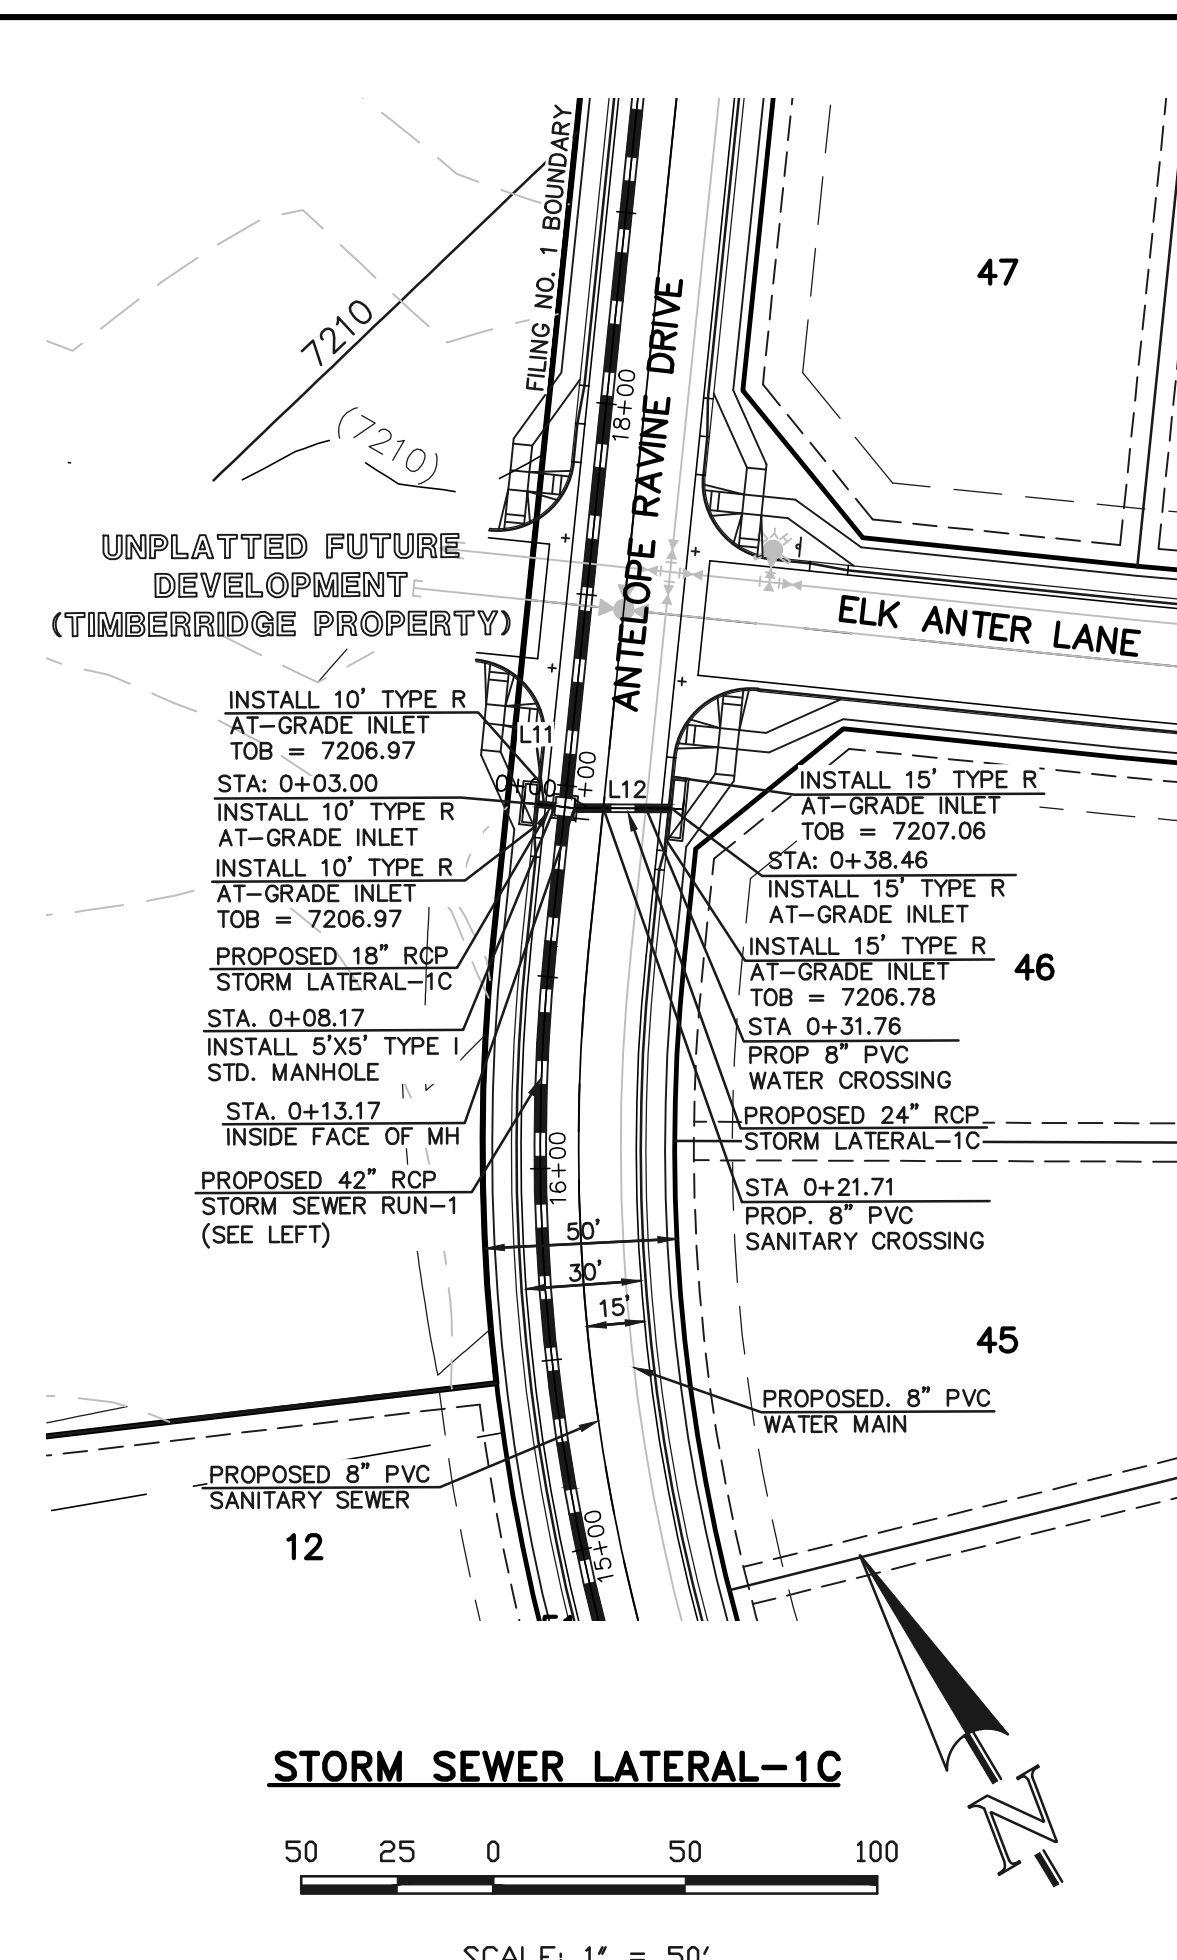 FILING NO. 1 BOUNDARY
47
7210
18+00
ANTELOPE RAVINE DRIVE
(7210)
UNPLATTED FUTURE
DEVELOPMENT
(TIMBERRIDGE PROPERTY)
ELK ANTER LANE
INSTALL 10' TYPE R
AT-GRADE INLET
TOB = 7206.97
L11
STA: 0+03.00
INSTALL 10' TYPE R
AT-GRADE INLET
0+00
+00
L12
INSTALL 10' TYPE R
AT-GRADE INLET
TOB = 7206.97
PROPOSED 18" RCP
STORM LATERAL-1C
STA. 0+08.17
INSTALL 5'X5' TYPE I
STD. MANHOLE
STA. 0+13.17
INSIDE FACE OF MH
PROPOSED 42" RCP
STORM SEWER RUN-1
(SEE LEFT)
INSTALL 15' TYPE R
AT-GRADE INLET
TOB = 7207.06
STA: 0+38.46
INSTALL 15' TYPE R
AT-GRADE INLET
INSTALL 15' TYPE R
AT-GRADE INLET
TOB = 7206.78
46
STA 0+31.76
PROP 8" PVC
WATER CROSSING
PROPOSED 24" RCP
STORM LATERAL-1C
STA 0+21.71
PROP. 8" PVC
SANITARY CROSSING
16+00
50'
30'
15'
45
PROPOSED. 8" PVC
WATER MAIN
PROPOSED 8" PVC
SANITARY SEWER
12
15+00
N
STORM SEWER LATERAL-1C
50 25 0 50 100
SCALE: 1" = 50'